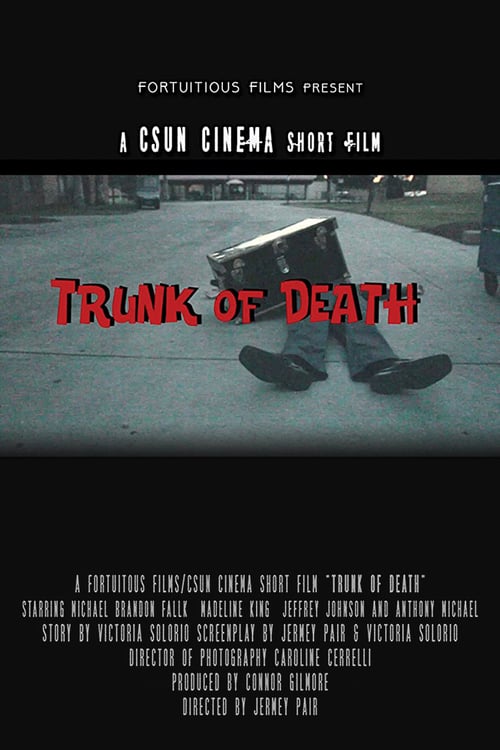 FORTUITIOUS FILMS PRESENT
A CSUN CINEMA SHORT FILM
TRUNK OF DEATH
A FORTUITOUS FILMS/CSUN CINEMA SHORT FILM "TRUNK OF DEATH"
STARRING MICHAEL BRANDON FALLK MADELINE KING JEFFREY JOHNSON AND ANTHONY MICHAEL
STORY BY VICTORIA SOLORIO SCREENPLAY BY JERMEY PAIR & VICTORIA SOLORIO
DIRECTOR OF PHOTOGRAPHY CAROLINE CERRELLI
PRODUCED BY CONNOR GILMORE
DIRECTED BY JERMEY PAIR